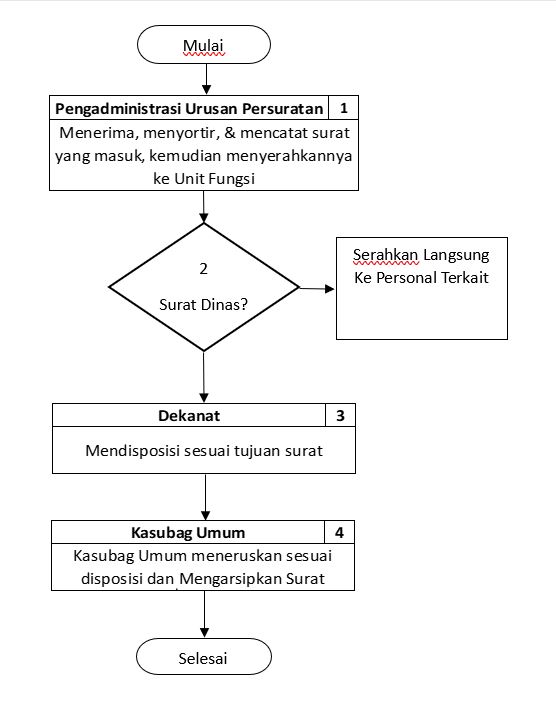 Mulai
Pengadministrasi Urusan Persuratan 1
Menerima, menyortir, & mencatat surat
yang masuk, kemudian menyerahkannya
ke Unit Fungsi
2
Surat Dinas?
Serahkan Langsung
Ke Personal Terkait
Dekanat 3
Mendisposisi sesuai tujuan surat
Kasubag Umum 4
Kasubag Umum meneruskan sesuai
disposisi dan Mengarsipkan Surat
Selesai